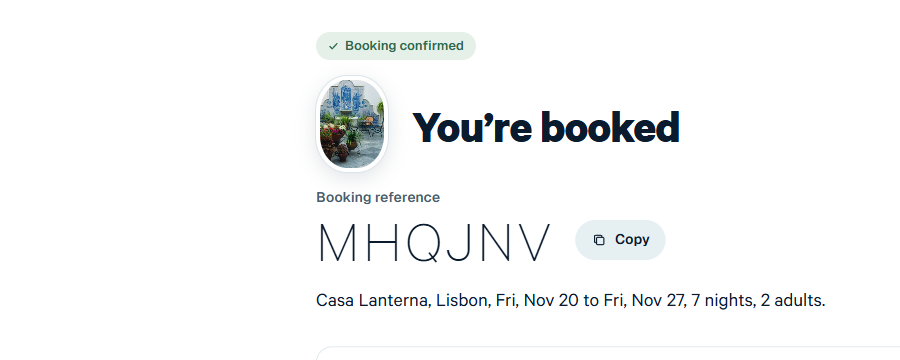 Booking confirmed
You’re booked
Booking reference
MHQJNV
Copy
Casa Lanterna, Lisbon, Fri, Nov 20 to Fri, Nov 27, 7 nights, 2 adults.